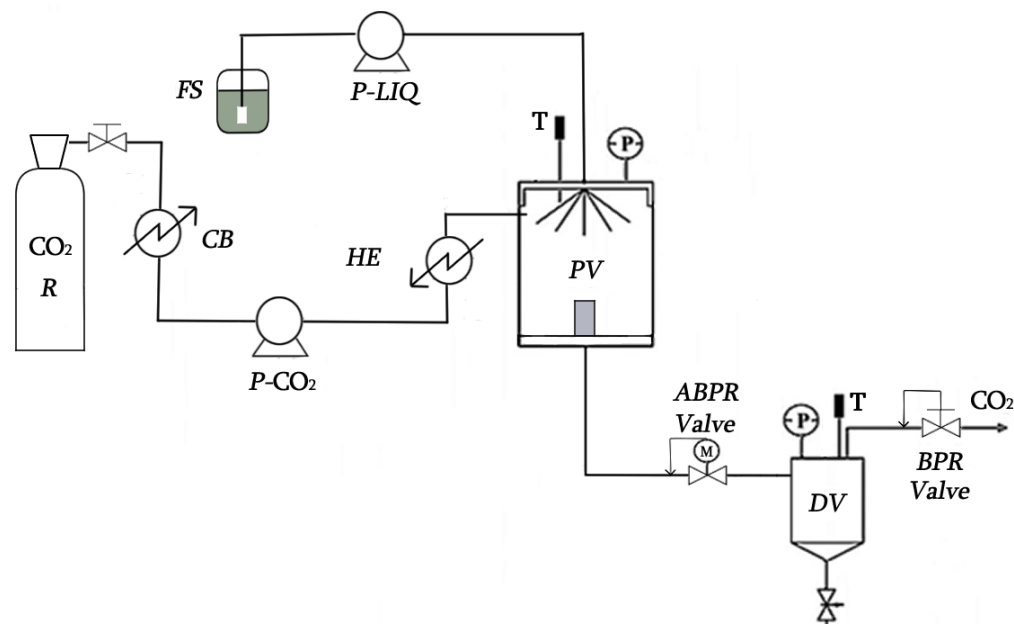 FS
P-LIQ
T
P
CO₂
R
CB
HE
PV
P-CO₂
ABPR
Valve
M
P
T
CO₂
BPR
Valve
DV